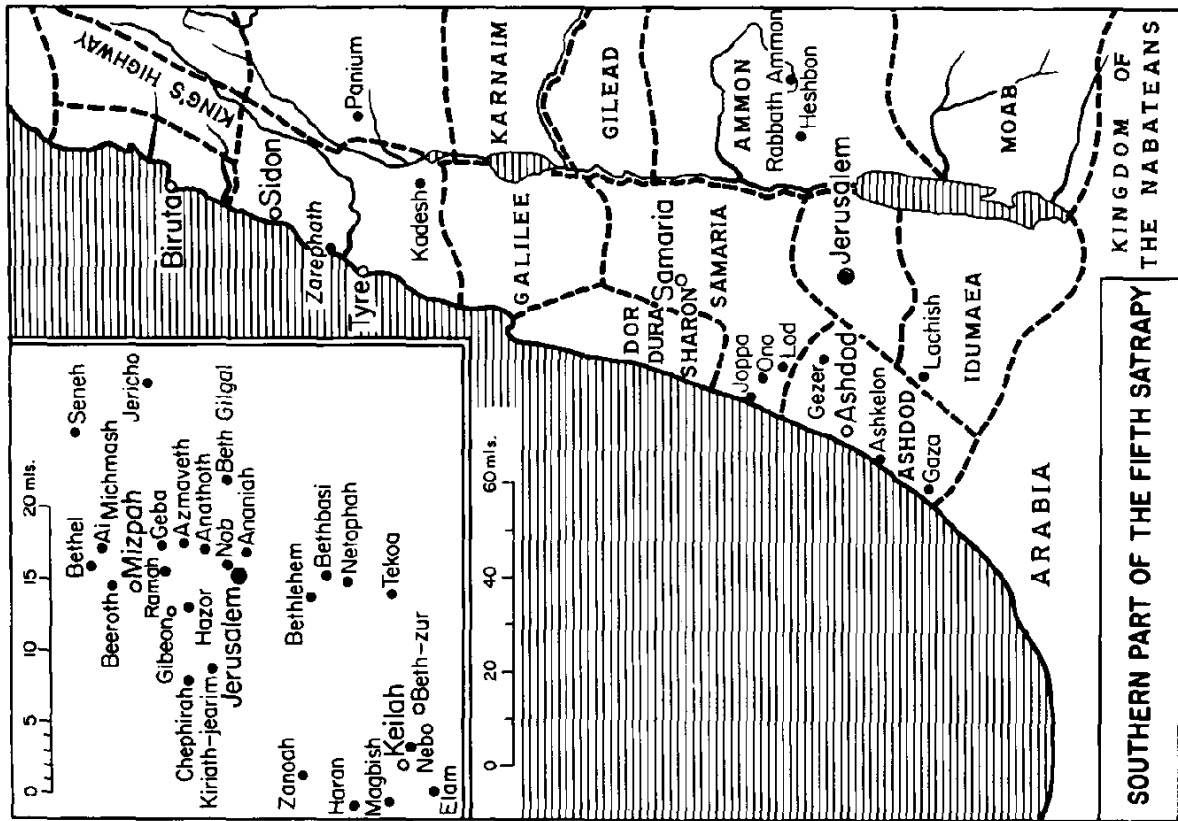 0 5 10 15 20 mls.
Bethel
Seneh
Ai
Michmash
Beeroth
Mizpah
Jericho
Ramah
Geba
Gibeon
Azmaveth
Chephirah
Hazor
Anathoth
Kiriath-jearim
Nob
Beth Gilgal
Jerusalem
Ananiah
Zanoah
Bethlehem
Bethbasi
Haran
Netophah
Magbish
Tekoa
Keilah
Nebo
Beth-zur
Elam
0 20 40 60 mls.
KING'S HIGHWAY
Biruta
Sidon
Zarephath
Panium
Tyre
Kadesh
GALILEE
KARNAIM
GILEAD
DOR
DURA
SHARON
Samaria
SAMARIA
AMMON
Rabbath Ammon
Heshbon
Joppa
Ono
Lod
Gezer
Jerusalem
Ashdod
Ashkelon
ASHDOD
Lachish
Gaza
IDUMAEA
MOAB
ARABIA
KINGDOM OF
THE NABATEANS
SOUTHERN PART OF THE FIFTH SATRAPY